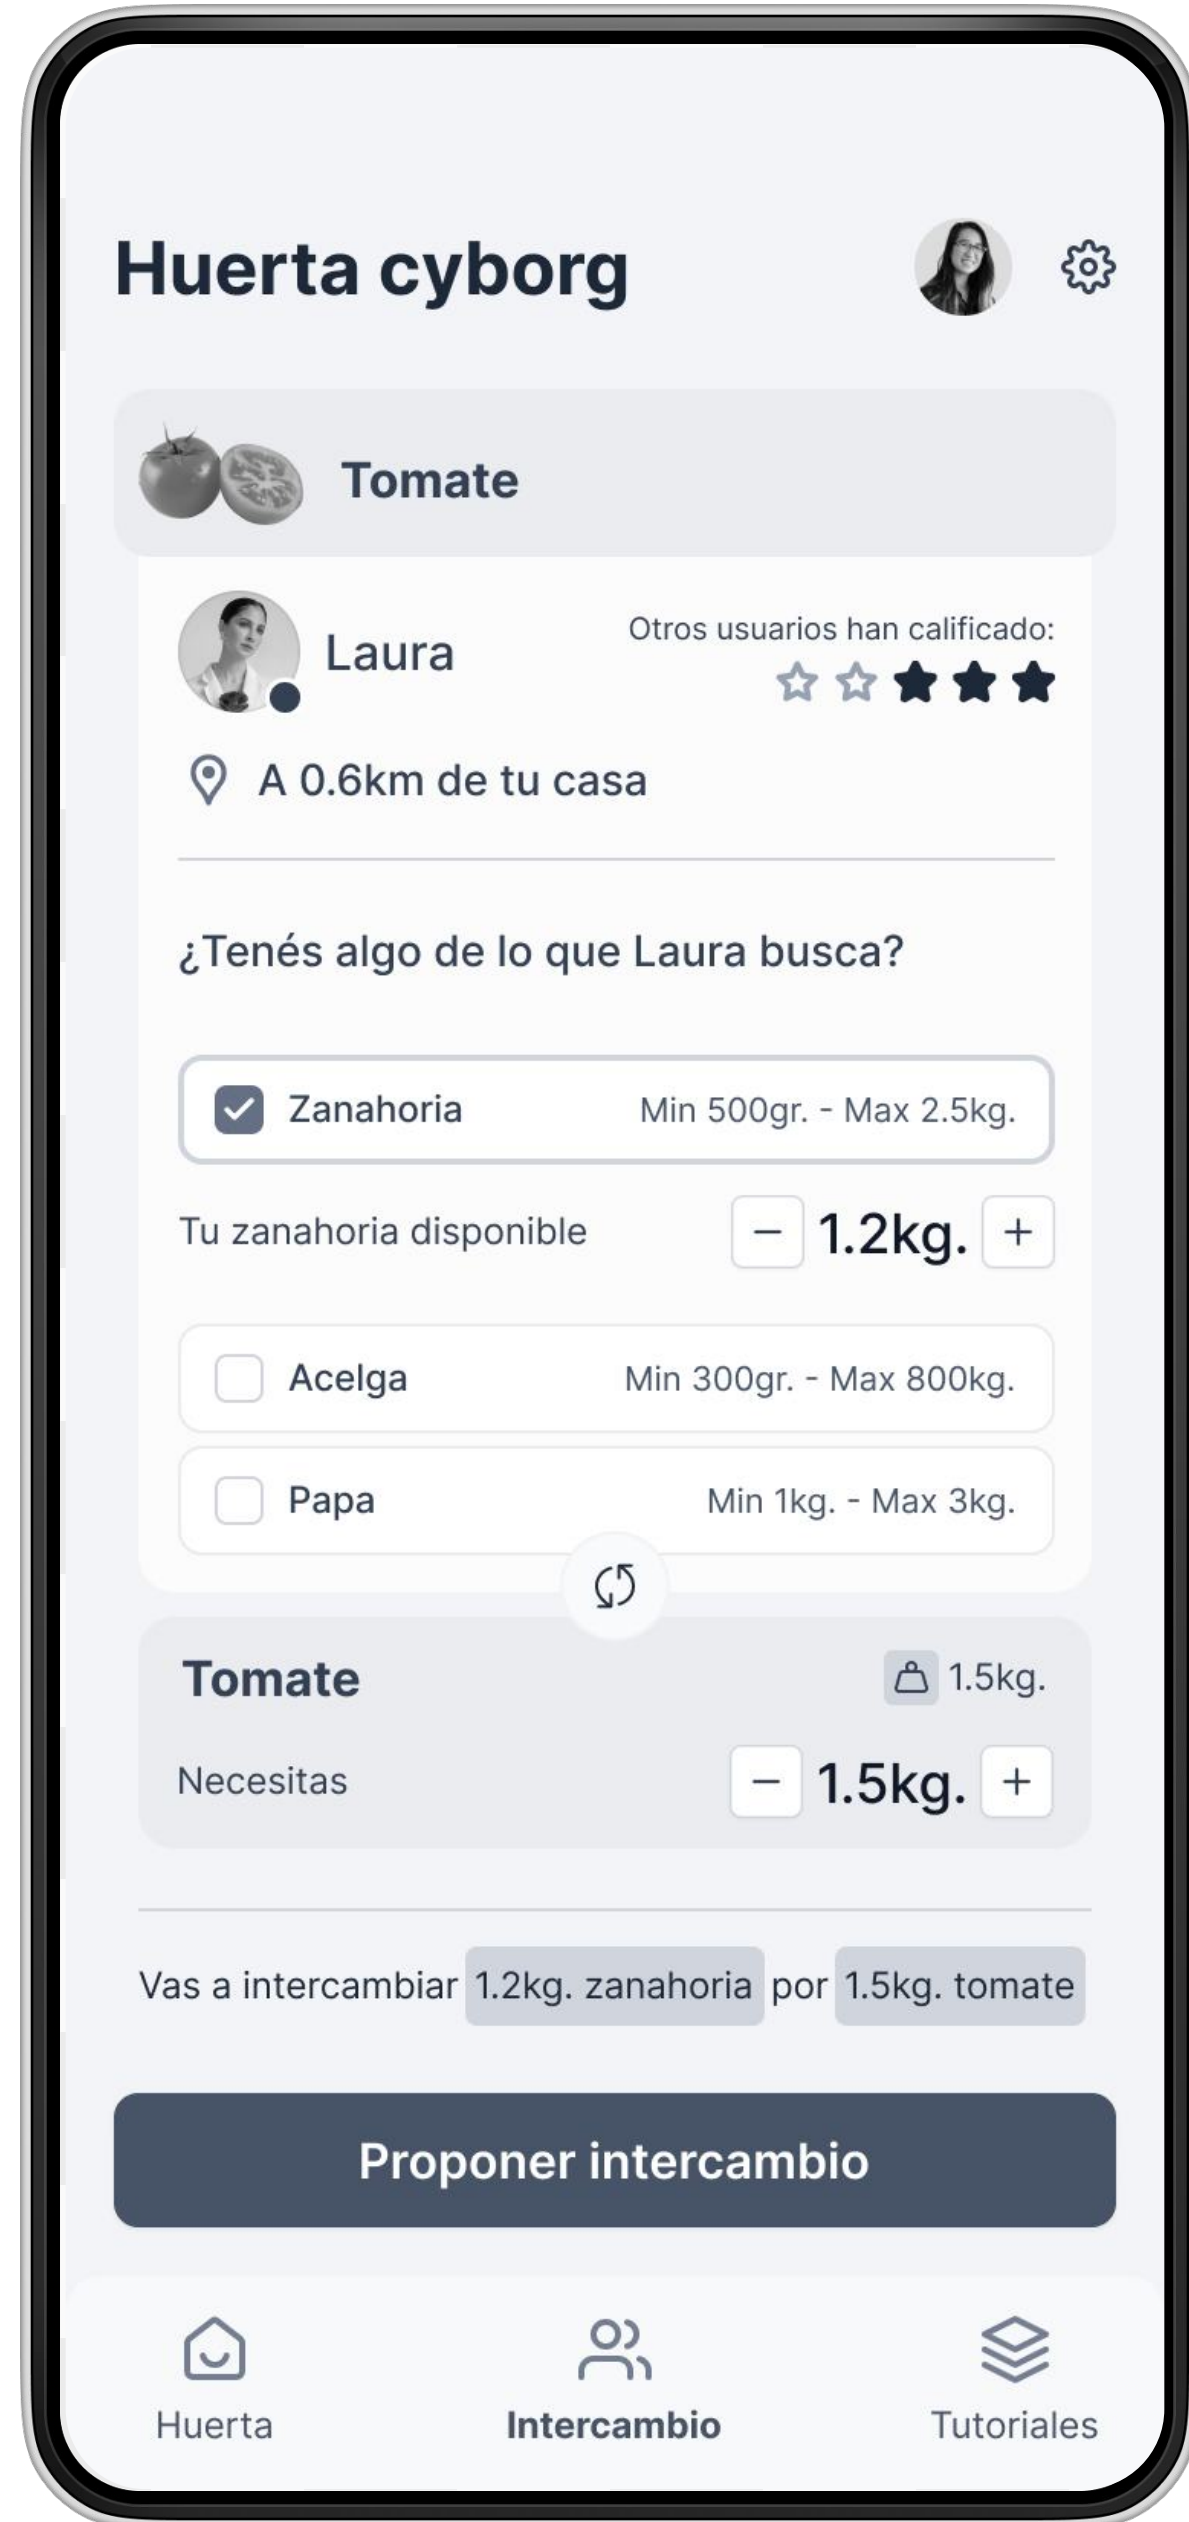 Huerta cyborg
Tomate
Laura
Otros usuarios han calificado:
A 0.6km de tu casa
¿Tenés algo de lo que Laura busca?
Zanahoria Min 500gr. - Max 2.5kg.
Tu zanahoria disponible − 1.2kg. +
Acelga Min 300gr. - Max 800kg.
Papa Min 1kg. - Max 3kg.
Tomate 1.5kg.
Necesitas − 1.5kg. +
Vas a intercambiar 1.2kg. zanahoria por 1.5kg. tomate
Proponer intercambio
Huerta Intercambio Tutoriales